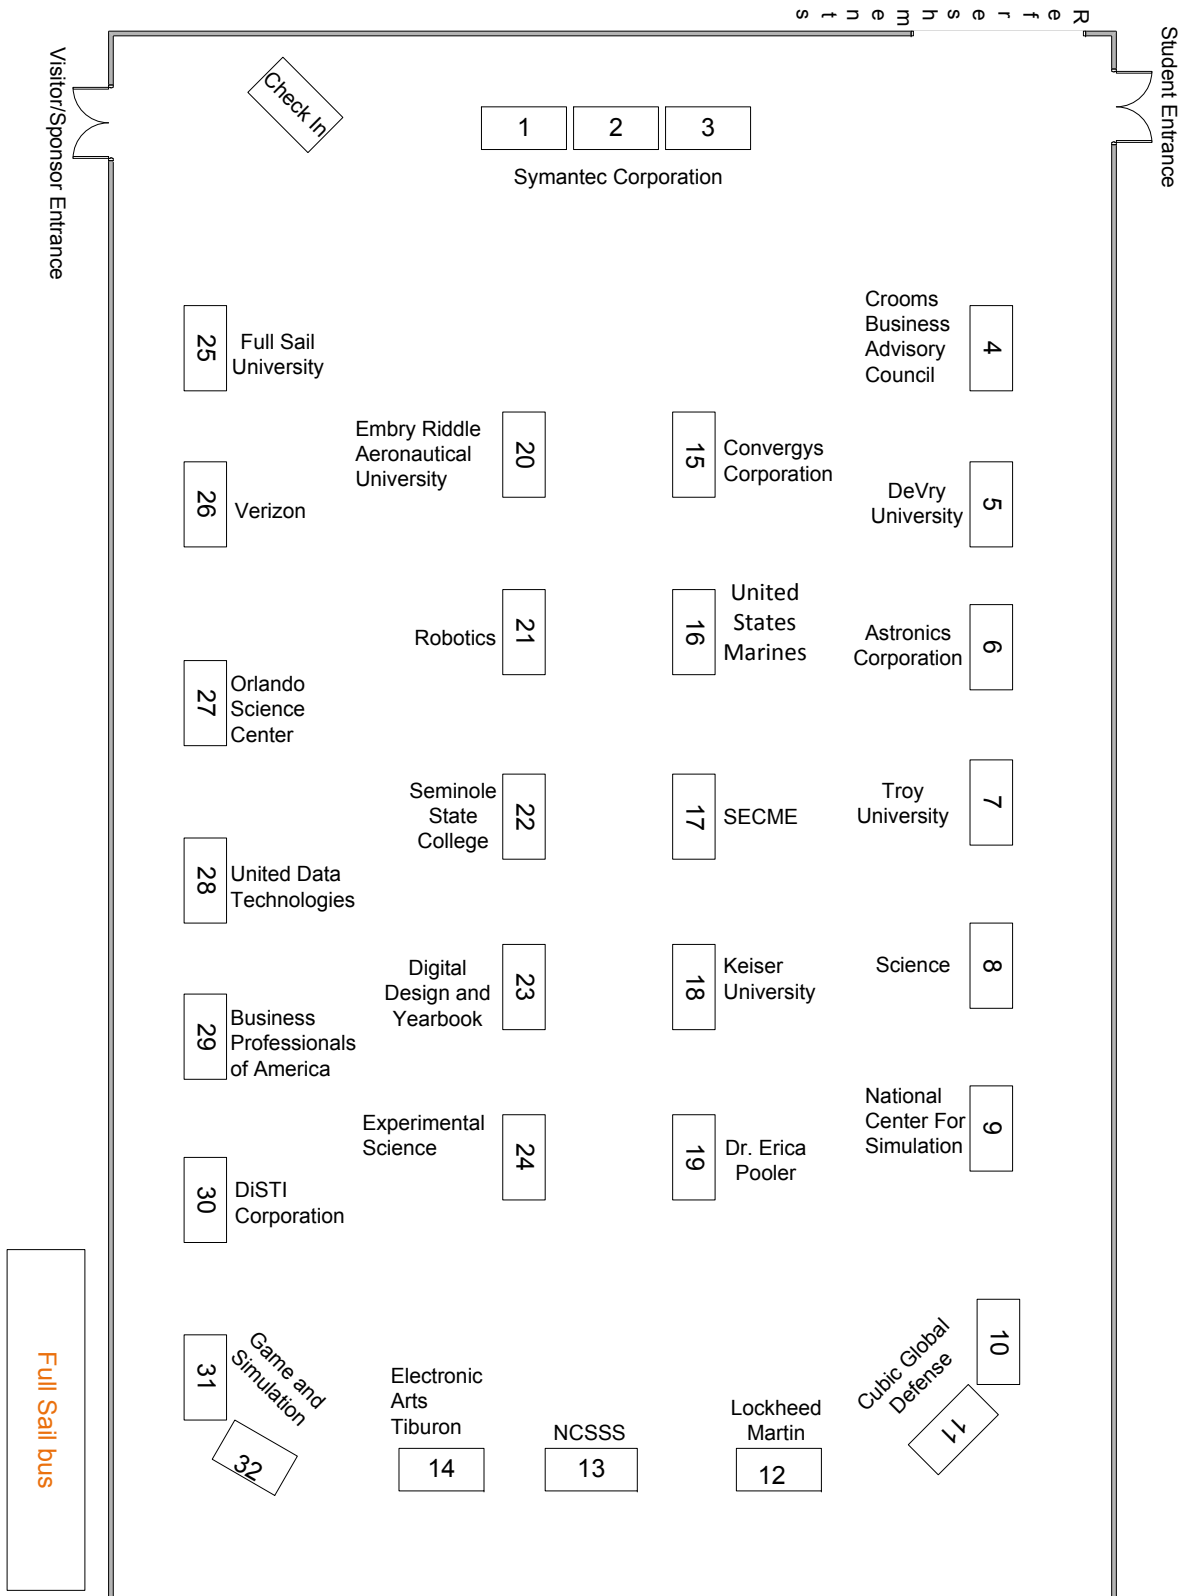 Refershments
Student Entrance
Visitor/Sponsor Entrance
Check In
1
2
3
Symantec Corporation
25
Full Sail
University
Crooms
Business
Advisory
Council
4
Embry Riddle
Aeronautical
University
20
15
Convergys
Corporation
26
Verizon
DeVry
University
5
Robotics
21
16
United
States
Marines
Astronics
Corporation
6
27
Orlando
Science
Center
Seminole
State
College
22
17
SECME
Troy
University
7
28
United Data
Technologies
Digital
Design and
Yearbook
23
18
Keiser
University
Science
8
29
Business
Professionals
of America
Experimental
Science
24
19
Dr. Erica
Pooler
National
Center For
Simulation
9
30
DiSTI
Corporation
31
Game and
Simulation
32
Electronic
Arts
Tiburon
14
NCSSS
13
Lockheed
Martin
12
Cubic Global
Defense
10
11
Full Sail bus